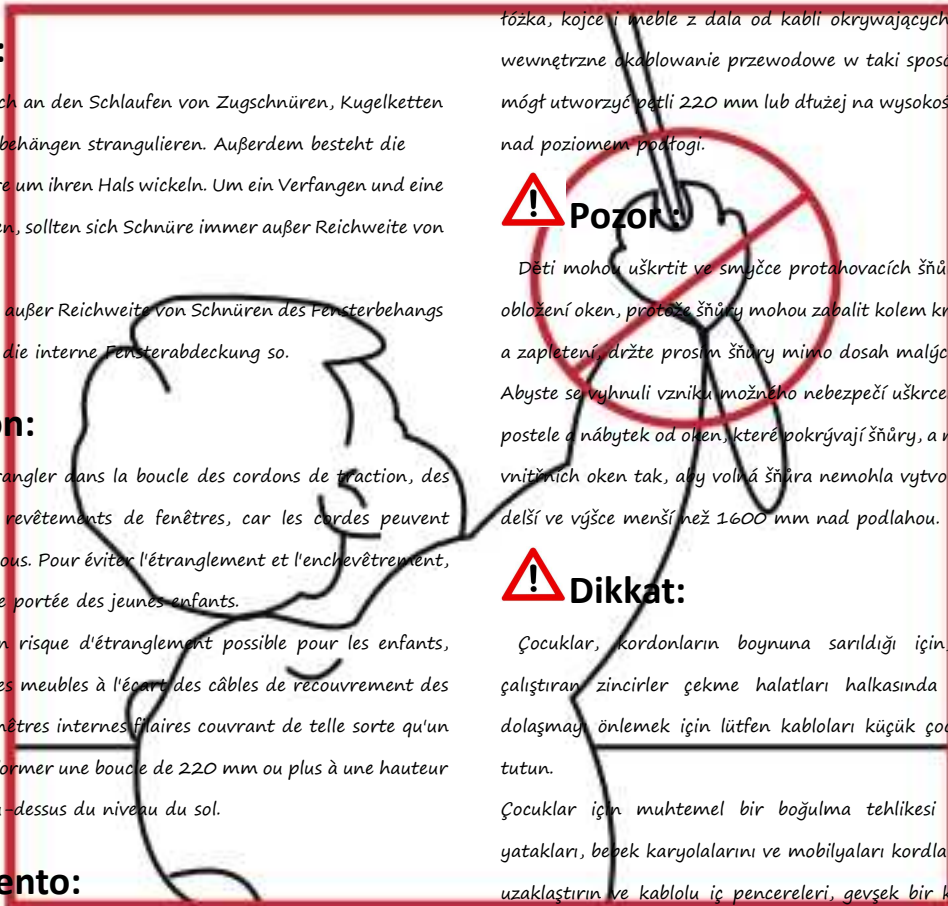 :
ch an den Schlaufen von Zugschnüren, Kugelketten
behängen strangulieren. Außerdem besteht die
re um ihren Hals wickeln. Um ein Verfangen und eine
en, sollten sich Schnüre immer außer Reichweite von
außer Reichweite von Schnüren des Fensterbehangs
die interne Fensterabdeckung so.
on:
rangler dans la boucle des cordons de traction, des
revêtements de fenêtres, car les cordes peuvent
ous. Pour éviter l'étranglement et l'enchevêtrement,
e portée des jeunes enfants.
n risque d'étranglement possible pour les enfants,
es meubles à l'écart des câbles de recouvrement des
nêtres internes filaires couvrant de telle sorte qu'un
former une boucle de 220 mm ou plus à une hauteur
u-dessus du niveau du sol.
ento:
łóżka, kojce i meble z dala od kabli okrywających
wewnętrzne okablowanie przewodowe w taki sposó
mógł utworzyć pętli 220 mm lub dłużej na wysokoś
nad poziomem podłogi.
Pozor :
Děti mohou uškrtit ve smyčce protahovacích šňů
obložení oken, protože šňůry mohou zabalit kolem kr
a zapletení, držte prosím šňůry mimo dosah malýc
Abyste se vyhnuli vzniku možného nebezpečí uškrce
postele a nábytek od oken, které pokrývají šňůry, a n
vnitřních oken tak, aby volná šňůra nemohla vytvo
delší ve výšce menší než 1600 mm nad podlahou.
Dikkat:
Çocuklar, kordonların boynuna sarıldığı için,
çalıştıran zincirler çekme halatları halkasında
dolaşmayı önlemek için lütfen kabloları küçük çoc
tutun.
Çocuklar için muhtemel bir boğulma tehlikesi
yatakları, bebek karyolalarını ve mobilyaları kordla
uzaklaştırın ve kablolu iç pencereleri, gevşek bir k